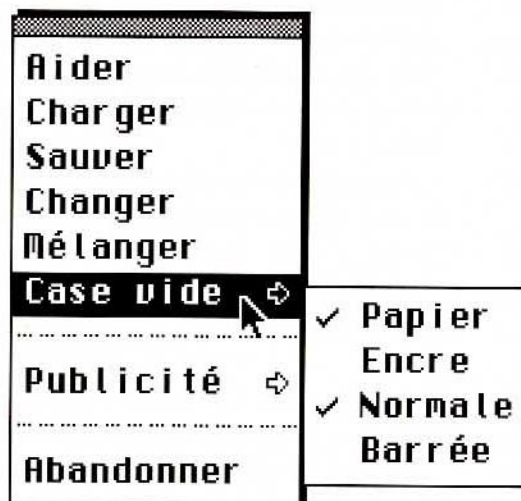 Aider
Charger
Sauver
Changer
Mélanger
Case vide
Publicité
Abandonner
Papier
Encre
Normale
Barrée